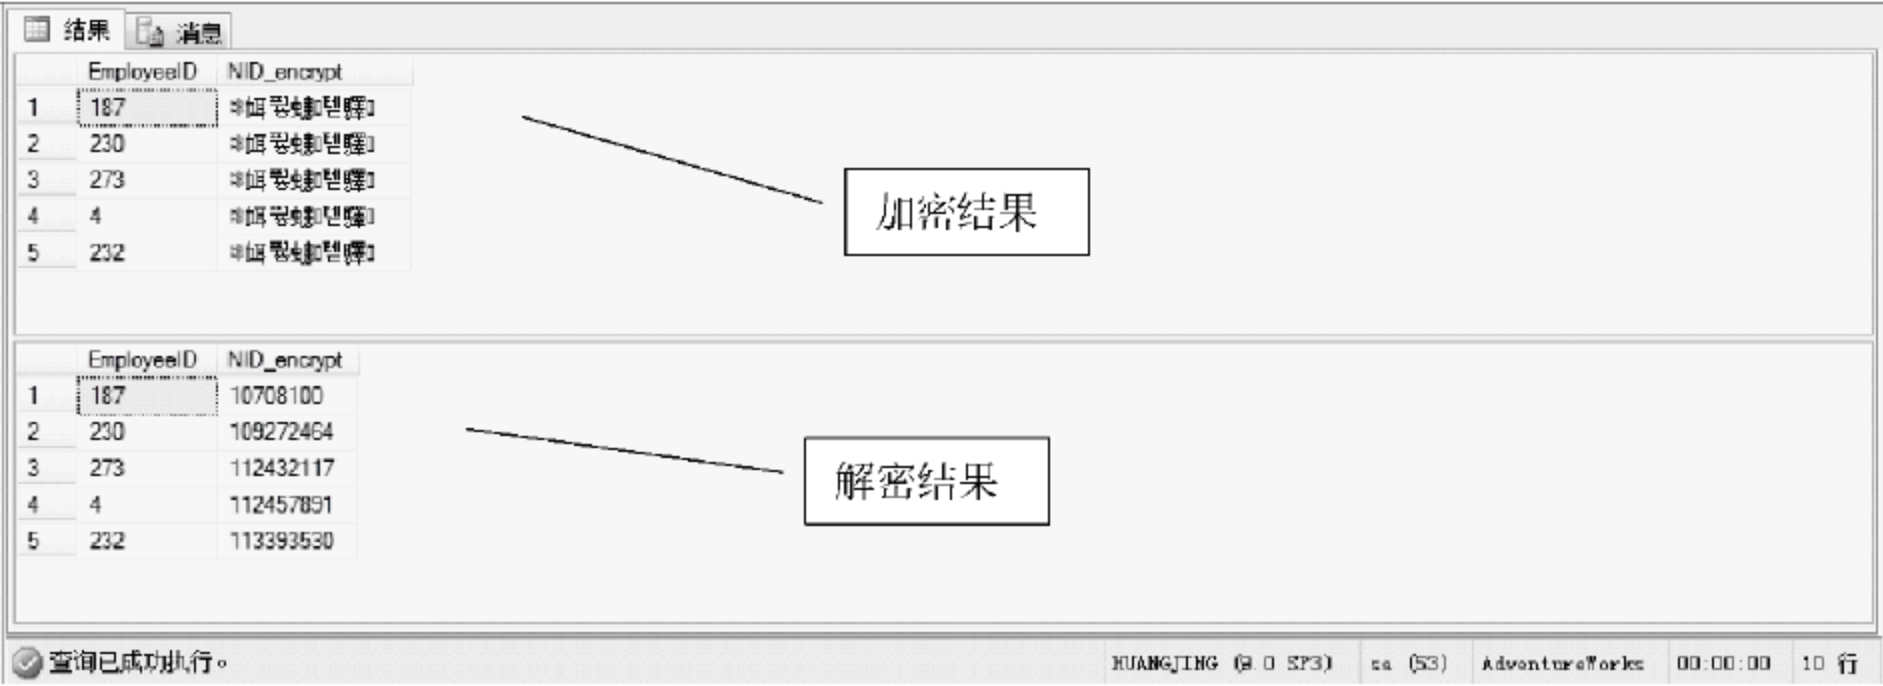 结果 消息
EmployeeID NID_encrypt
1 187
2 230
3 273
4 4
5 232
加密结果
EmployeeID NID_encrypt
1 187 10708100
2 230 109272464
3 273 112432117
4 4 112457891
5 232 113393530
解密结果
查询已成功执行。 HUANGJING (9.0 SP3) sa (53) AdventureWorks 00:00:00 10 行